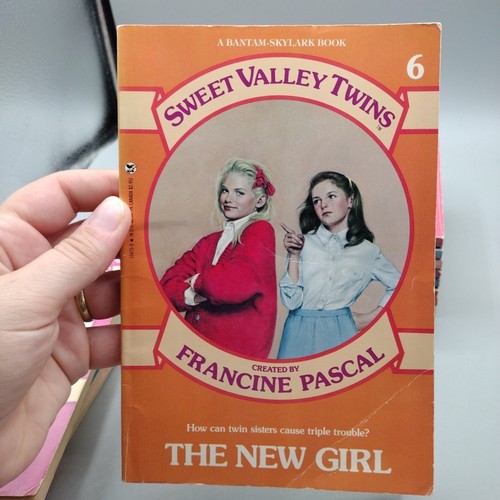 A BANTAM-SKYLARK BOOK
6
SWEET VALLEY TWINS
TM
CREATED BY
FRANCINE PASCAL
How can twin sisters cause triple trouble?
THE NEW GIRL